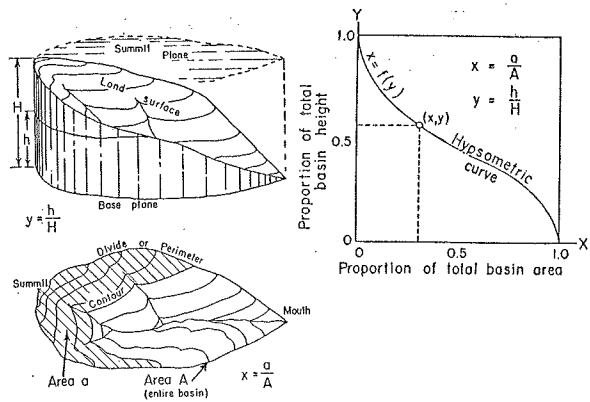 Summit
Plane
Land
surface
H
h
Base plane
y = h/H
Divide or Perimeter
Summit
Contour
Mouth
Area a
Area A
(entire basin)
x = a/A
Y
1.0
x = f(y)
x = a/A
y = h/H
(x,y)
Proportion of total
basin height
0.5
Hypsometric
curve
0
0
0.5
1.0
X
Proportion of total basin area